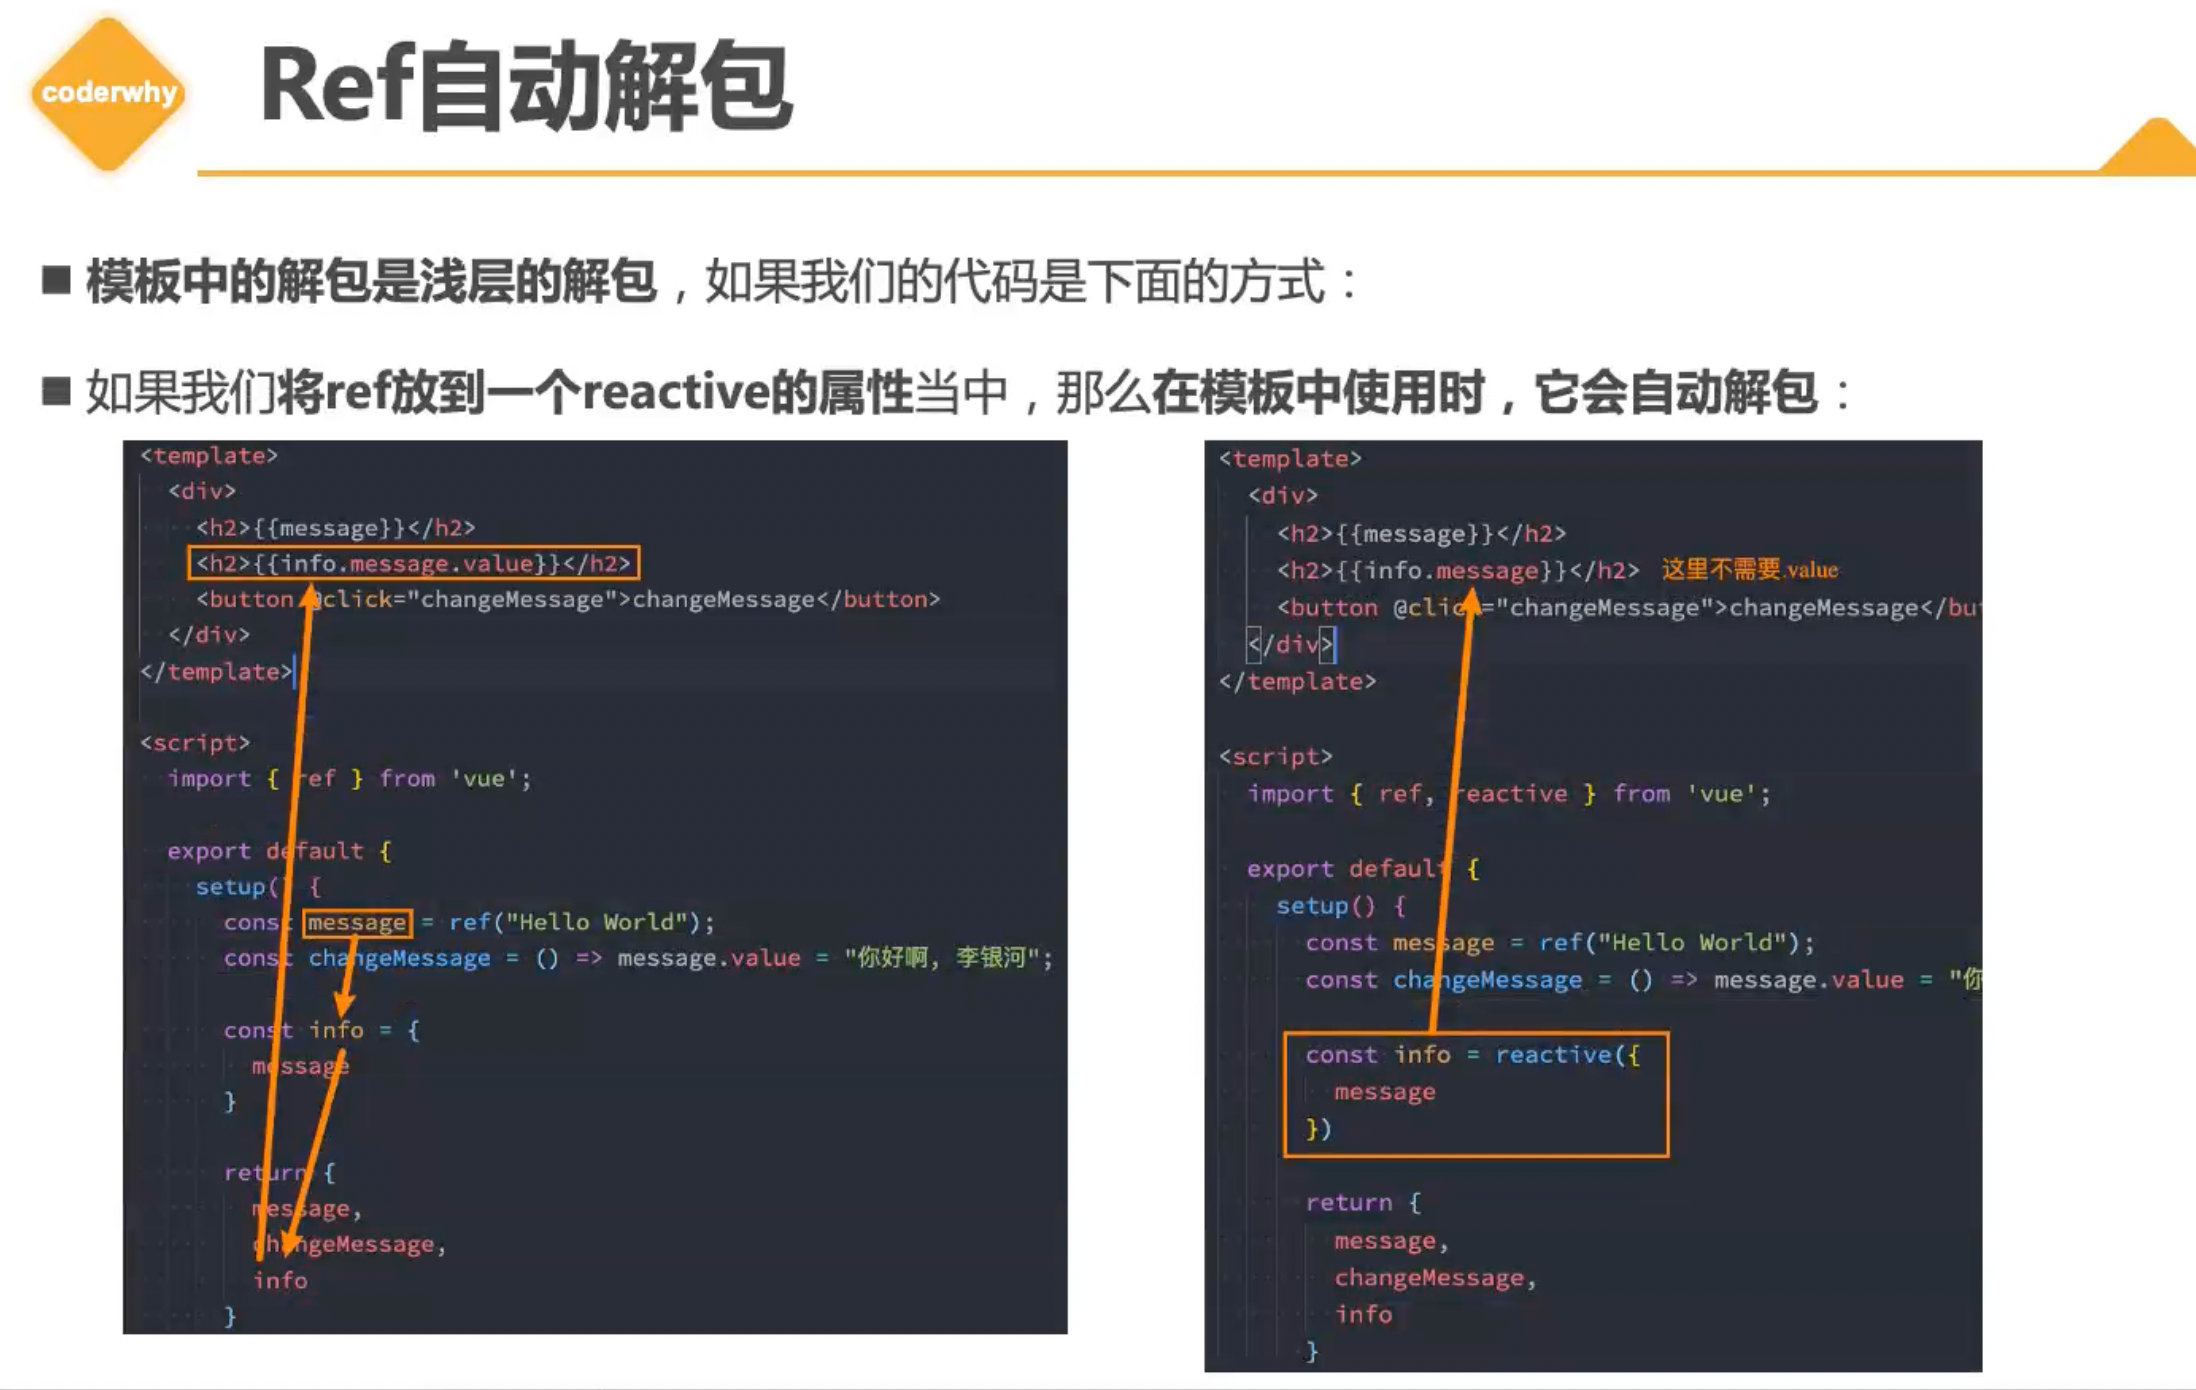 coderwhy
Ref自动解包
模板中的解包是浅层的解包，如果我们的代码是下面的方式：
如果我们将ref放到一个reactive的属性当中，那么在模板中使用时，它会自动解包：
<template>
<div>
<h2>{{message}}</h2>
<h2>{{info.message.value}}</h2>
<button @click="changeMessage">changeMessage</button>
</div>
</template>
<script>
import { ref } from 'vue';
export default {
setup() {
const message = ref("Hello World");
const changeMessage = () => message.value = "你好啊, 李银河";
const info = {
message
}
return {
message,
changeMessage,
info
}
<template>
<div>
<h2>{{message}}</h2>
<h2>{{info.message}}</h2> 这里不需要.value
<button @click="changeMessage">changeMessage</bu
</div>
</template>
<script>
import { ref, reactive } from 'vue';
export default {
setup() {
const message = ref("Hello World");
const changeMessage = () => message.value = "你
const info = reactive({
message
})
return {
message,
changeMessage,
info
}